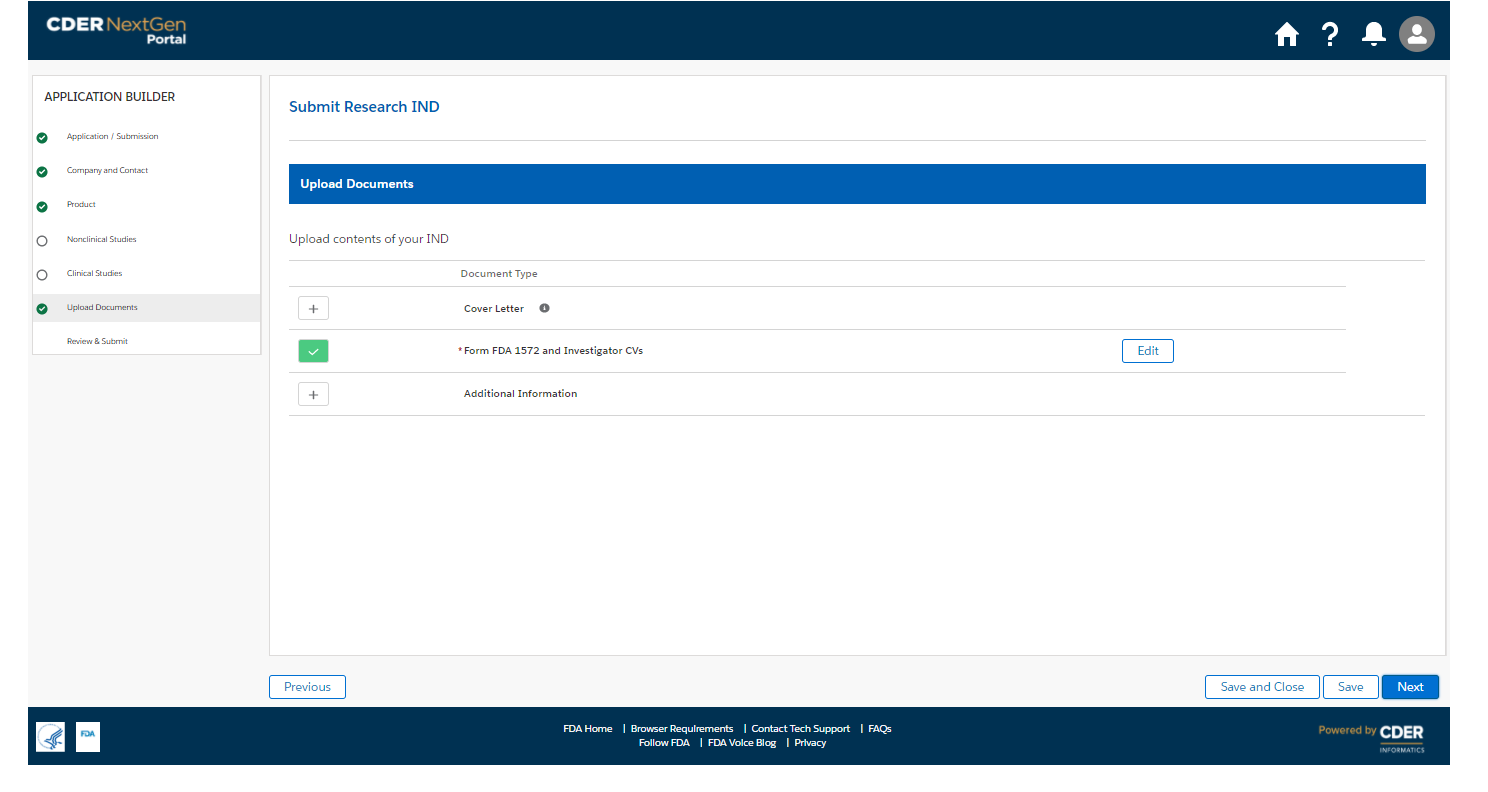 CDER NextGen
Portal
?
APPLICATION BUILDER
Application / Submission
Company and Contact
Product
Nonclinical Studies
Clinical Studies
Upload Documents
Review & Submit
Submit Research IND
Upload Documents
Upload contents of your IND
Document Type
+ Cover Letter
*Form FDA 1572 and Investigator CVs Edit
+ Additional Information
Previous Save and Close Save Next
FDA
FDA Home | Browser Requirements | Contact Tech Support | FAQs
Follow FDA | FDA Voice Blog | Privacy
Powered by CDER
INFORMATICS